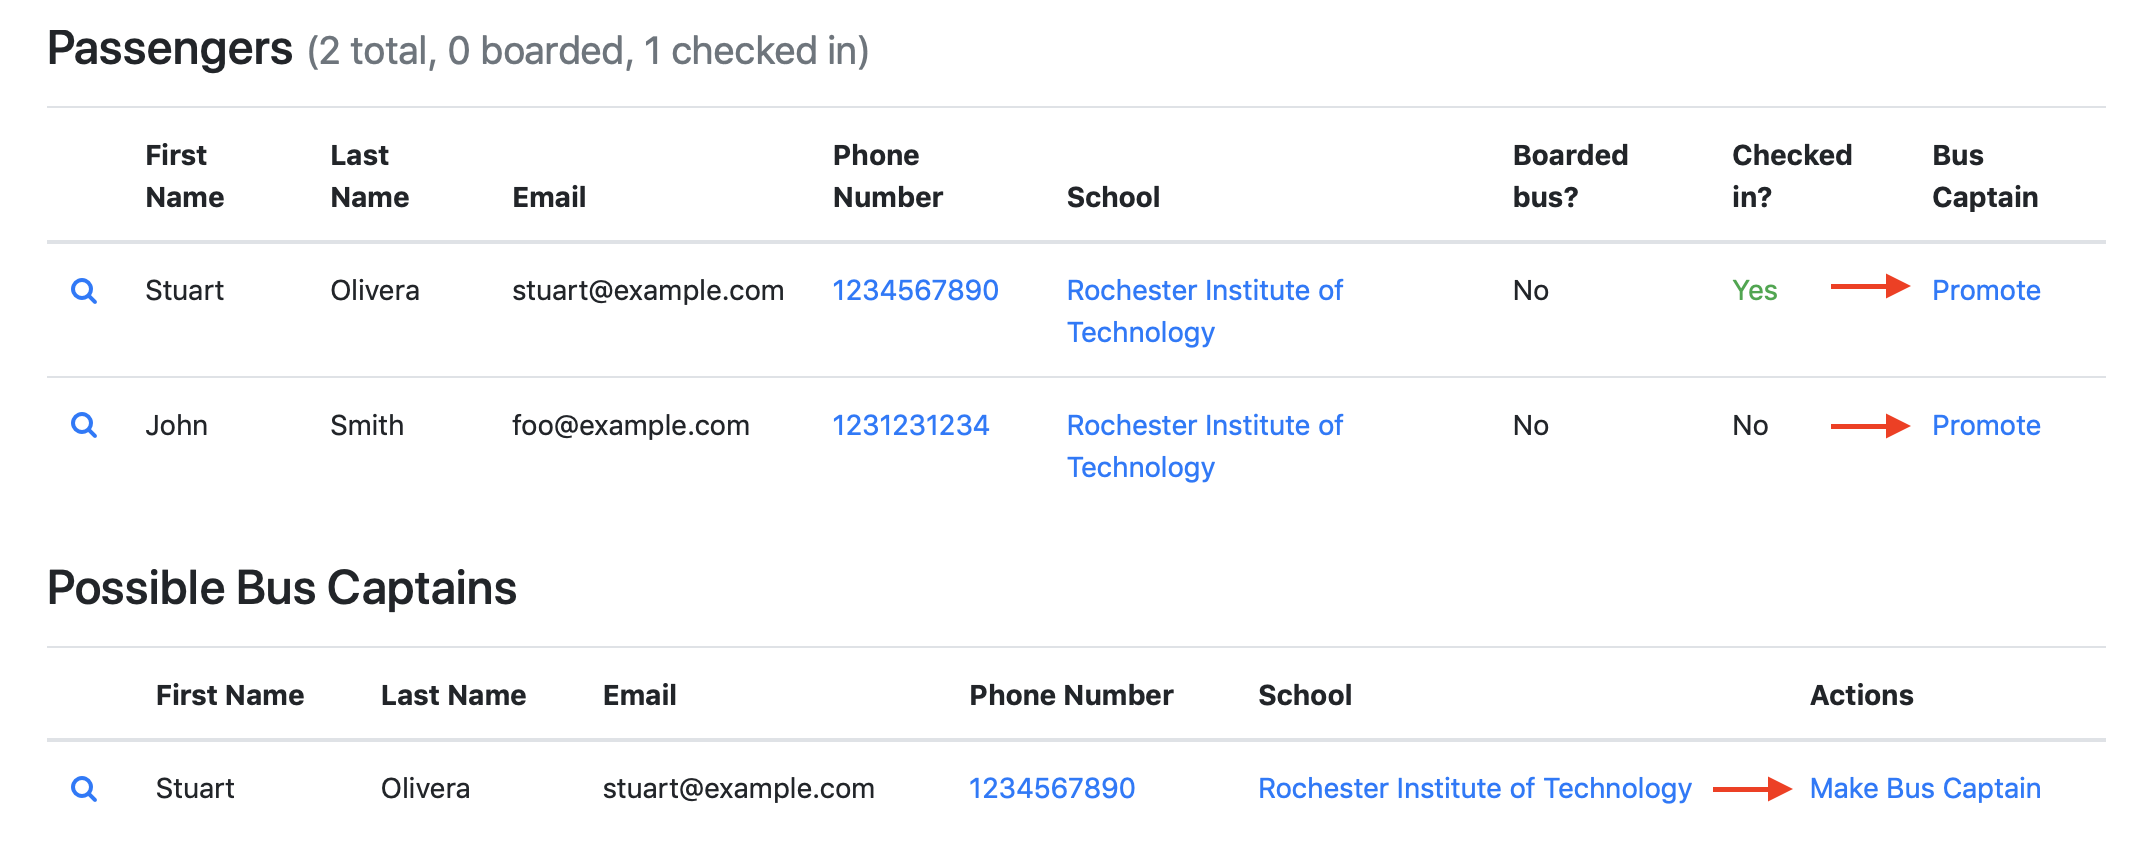 Passengers (2 total, 0 boarded, 1 checked in)
First Name Last Name Email Phone Number School Boarded bus? Checked in? Bus Captain
Stuart Olivera stuart@example.com 1234567890 Rochester Institute of Technology No Yes Promote
John Smith foo@example.com 1231231234 Rochester Institute of Technology No No Promote
Possible Bus Captains
First Name Last Name Email Phone Number School Actions
Stuart Olivera stuart@example.com 1234567890 Rochester Institute of Technology Make Bus Captain